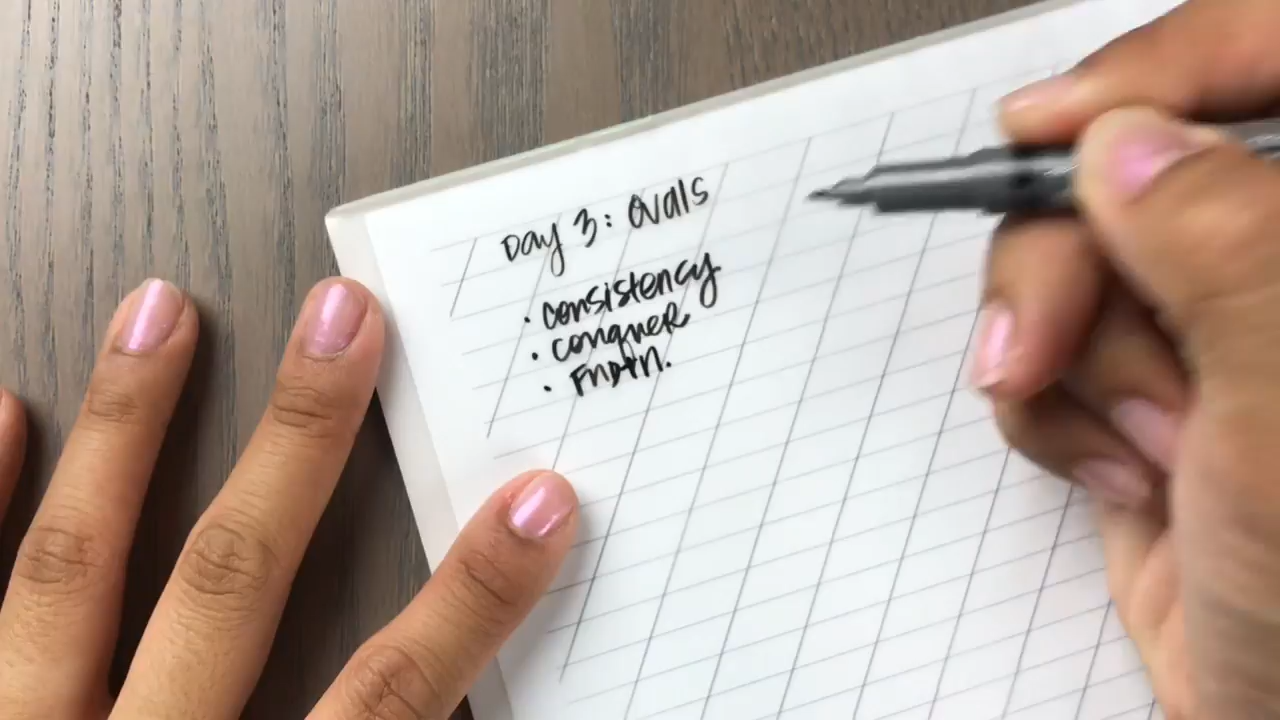 Day 3: Ovals
· consistency
· conqueR
· FNDTN.